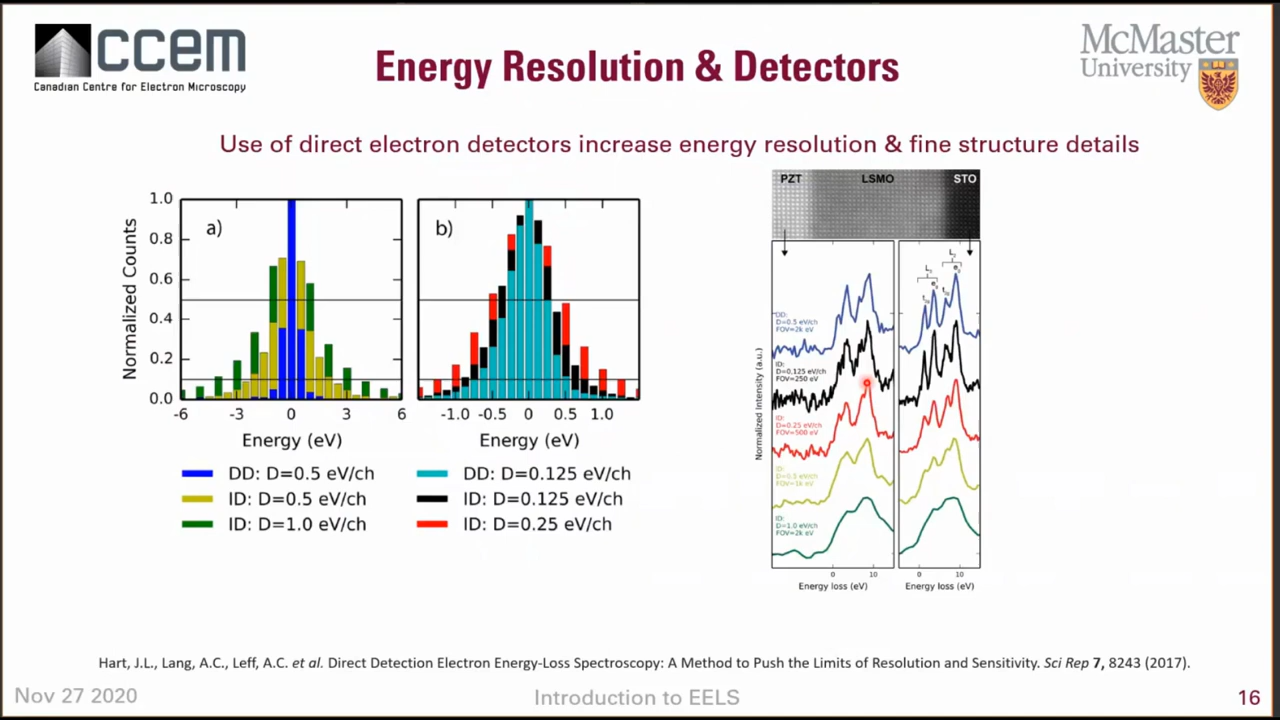 ccem
Canadian Centre for Electron Microscopy
Energy Resolution & Detectors
McMaster
University
Use of direct electron detectors increase energy resolution & fine structure details
Normalized Counts
1.0
0.8
0.6
0.4
0.2
0.0
a)
-6 -3 0 3 6
Energy (eV)
DD: D=0.5 eV/ch
ID: D=0.5 eV/ch
ID: D=1.0 eV/ch
b)
-1.0 -0.5 0 0.5 1.0
Energy (eV)
DD: D=0.125 eV/ch
ID: D=0.125 eV/ch
ID: D=0.25 eV/ch
PZT LSMO STO
Normalized Intensity (a.u.)
DD:
D=0.5 eV/ch
FOV=2k eV
ID:
D=0.125 eV/ch
FOV=250 eV
ID:
D=0.25 eV/ch
FOV=500 eV
ID:
D=0.5 eV/ch
FOV=1k eV
ID:
D=1.0 eV/ch
FOV=2k eV
0 10
Energy loss (eV)
0 10
Energy loss (eV)
Hart, J.L., Lang, A.C., Leff, A.C. et al. Direct Detection Electron Energy-Loss Spectroscopy: A Method to Push the Limits of Resolution and Sensitivity. Sci Rep 7, 8243 (2017).
Nov 27 2020
Introduction to EELS
16